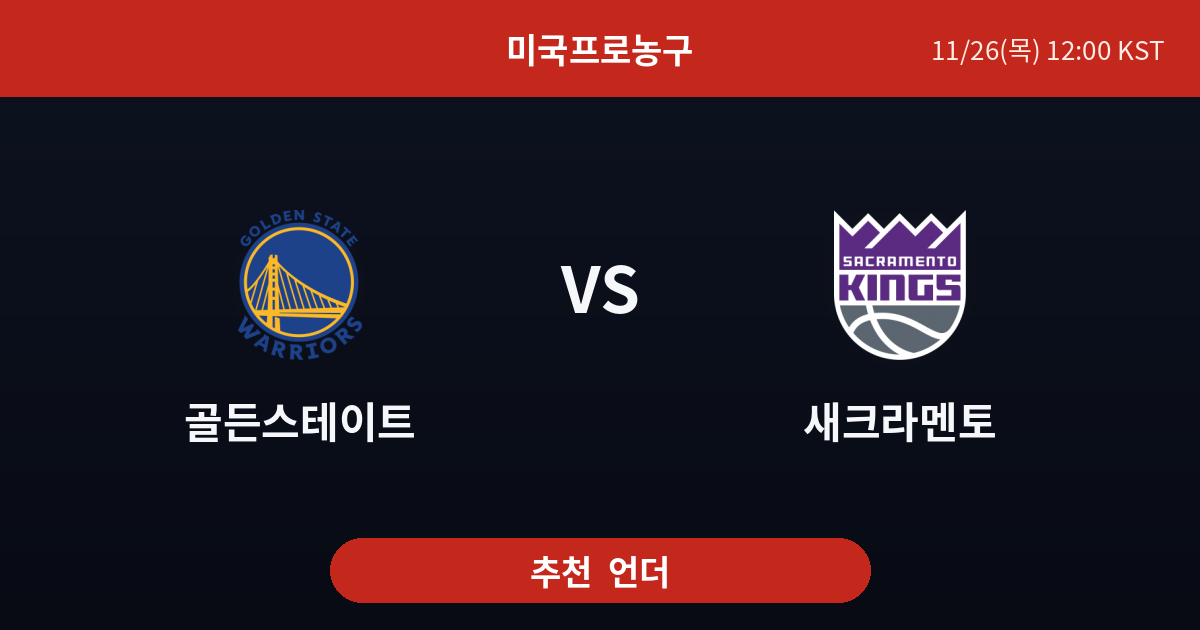 미국프로농구
11/26(목) 12:00 KST
GOLDEN STATE
WARRIORS
VS
SACRAMENTO
KINGS
골든스테이트
새크라멘토
추천 언더